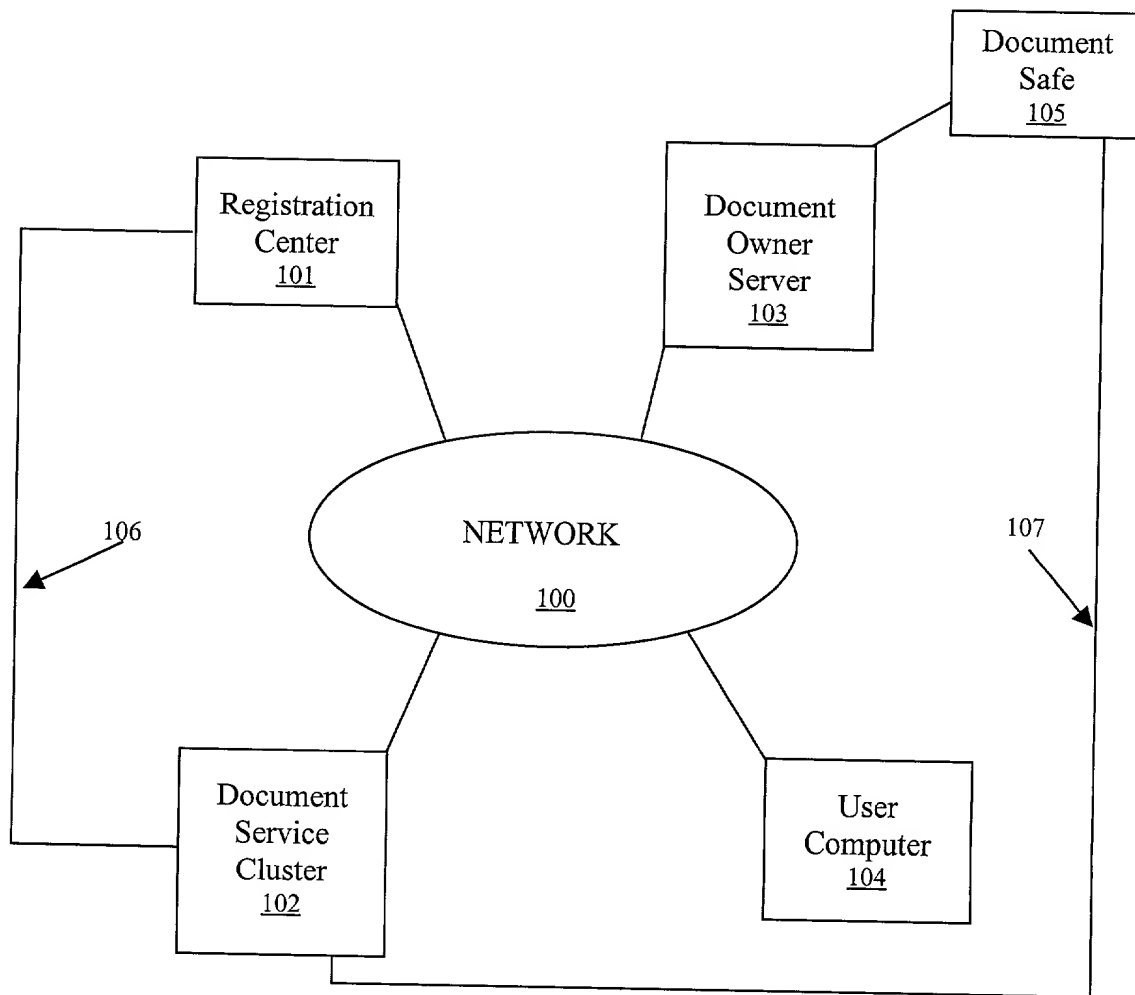 Document
Safe
105
Registration
Center
101
Document
Owner
Server
103
106
NETWORK
100
107
Document
Service
Cluster
102
User
Computer
104